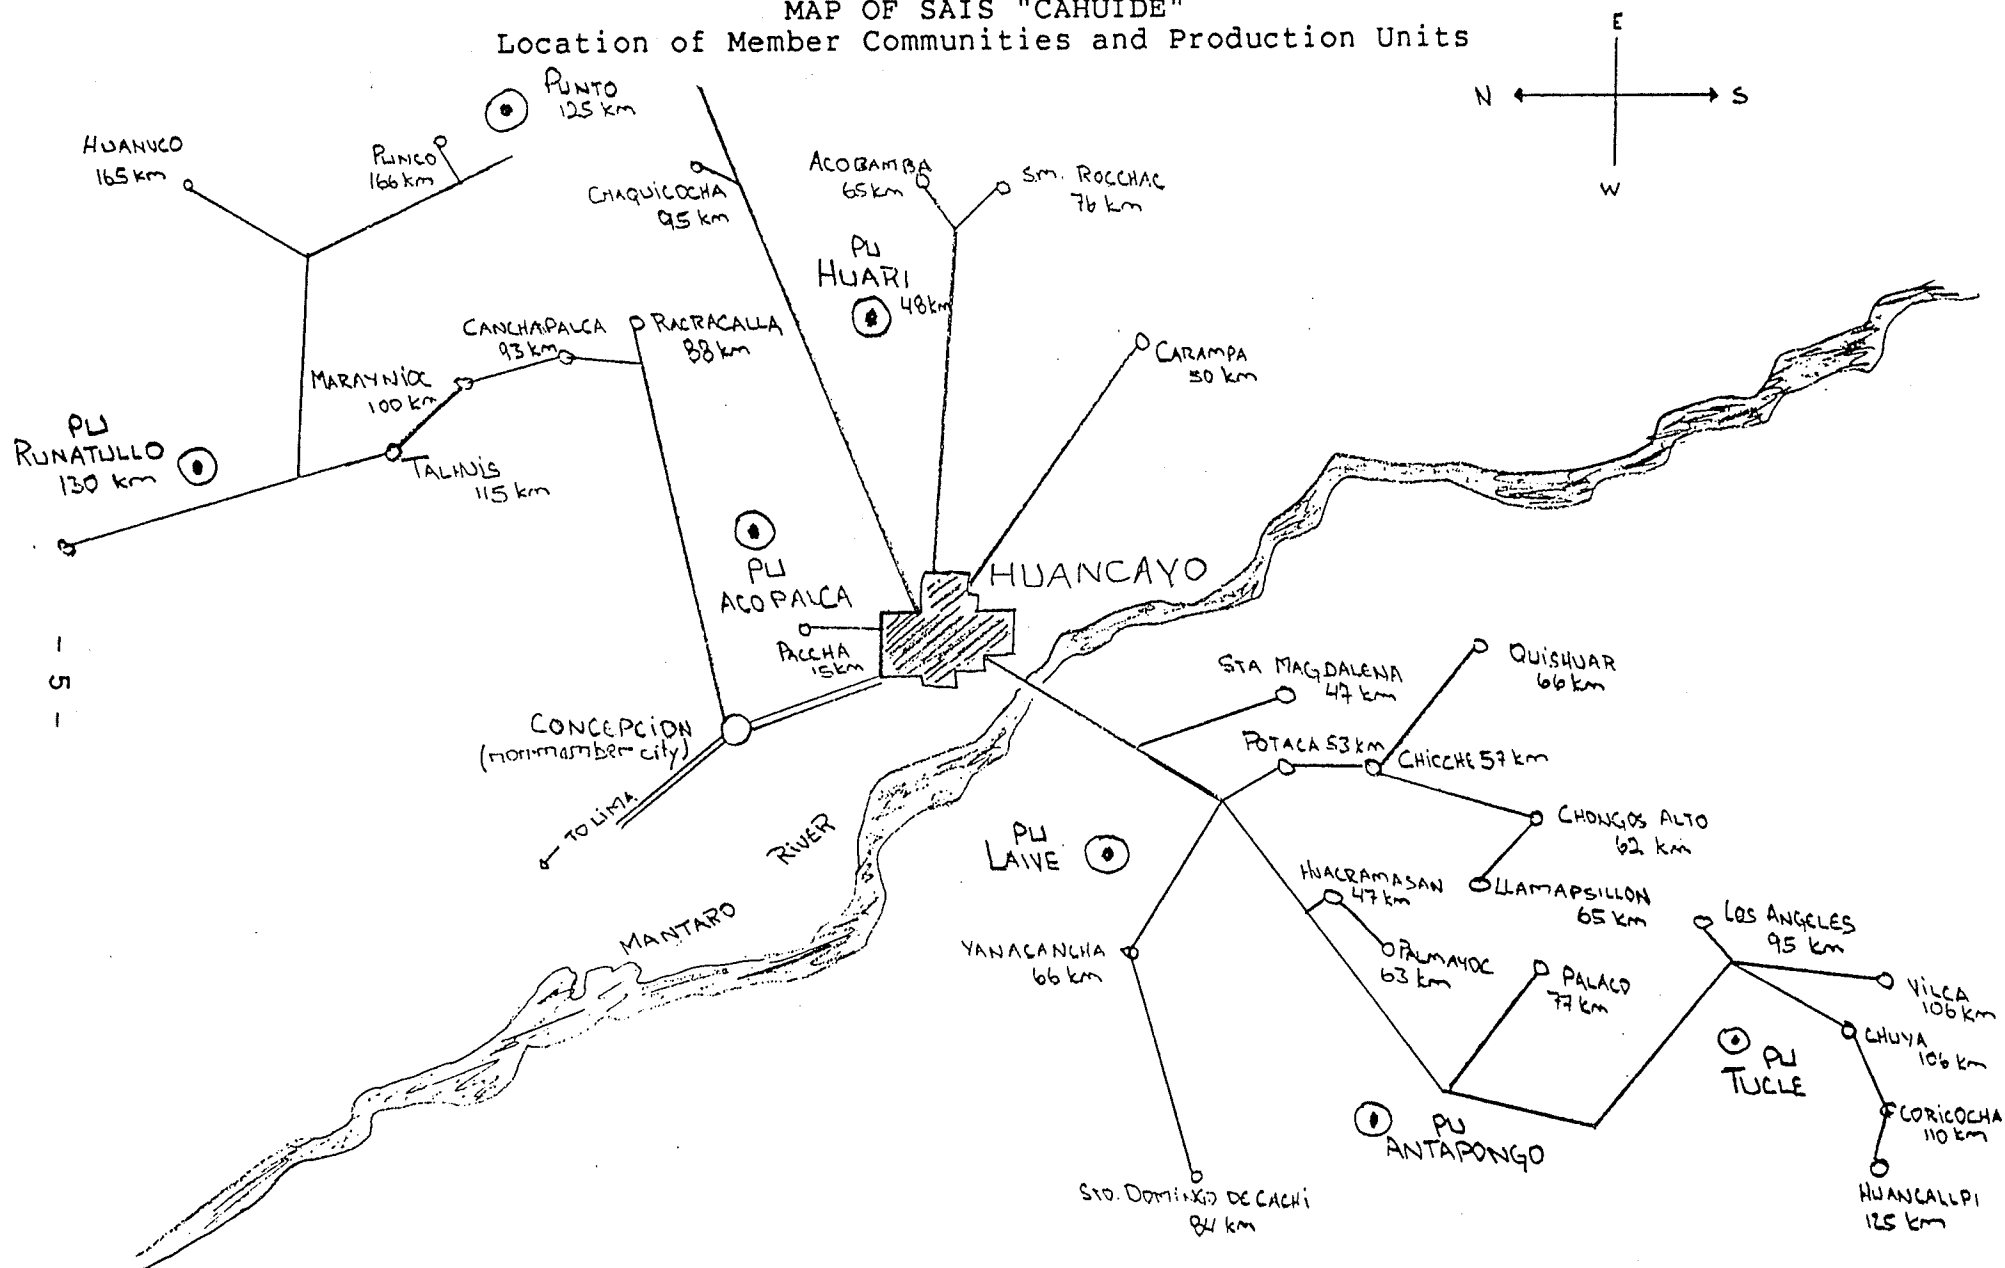 MAP OF SAIS "CAHUIDE"
Location of Member Communities and Production Units
E
N
S
W
PUNTO
125 km
HUANUCO
165 km
PUNCO
166 km
CHAQUICOCHA
95 km
ACOBAMBA
65 km
S.M. ROCCHAC
76 km
PU
HUARI
48 km
CANCHAPALCA
93 km
RACRACALLA
88 km
CARAMPA
50 km
MARAYNIOC
100 km
PU
RUNATULLO
130 km
TALHUIS
115 km
PU
ACOPALCA
HUANCAYO
PACCHA
15 km
- 5 -
CONCEPCION
(non-member city)
TO LIMA
STA MAGDALENA
47 km
QUISHUAR
66 km
POTACA 53 km
CHICCHE 57 km
CHONGOS ALTO
62 km
PU
LAIVE
RIVER
MANTARO
HUACRAMASAN
47 km
LLAMAPSILLON
65 km
LOS ANGELES
95 km
YANACANCHA
66 km
PALMAYOC
63 km
PALACO
77 km
VILCA
106 km
CHUYA
106 km
PU
TUCLE
CORICOCHA
110 km
PU
ANTAPONGO
STO. DOMINGO DE CACHI
84 km
HUANCALLPI
125 km